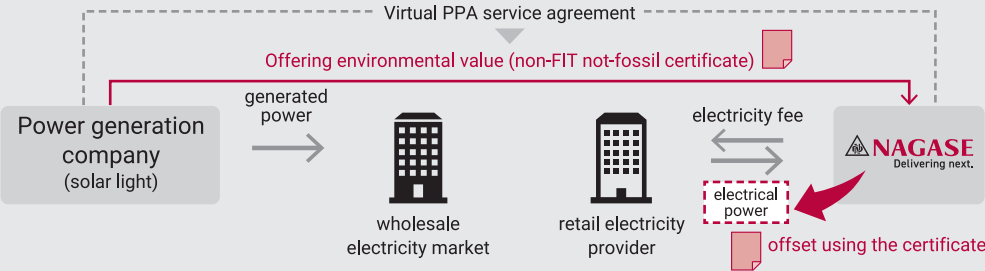 Virtual PPA service agreement
Offering environmental value (non-FIT not-fossil certificate)
Power generation
company
(solar light)
generated
power
wholesale
electricity market
retail electricity
provider
electricity fee
electrical
power
NAGASE
Delivering next.
offset using the certificate